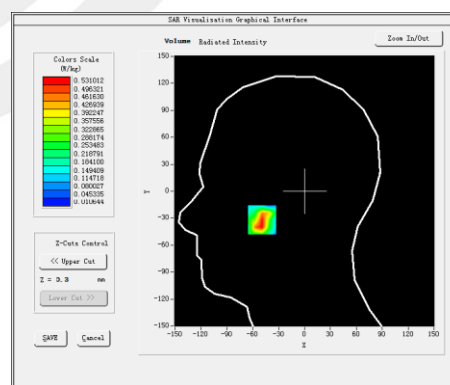 SAR Visualisation Graphical Interface
Volume Radiated Intensity
Zoom In/Out
Colors Scale
(W/kg)
0.531012
0.496321
0.461630
0.426939
0.392247
0.357556
0.322865
0.288174
0.253483
0.218791
0.184100
0.149409
0.114718
0.080027
0.045335
0.010644
Z-Cuts Control
<< Upper Cut
Z = 3.3 mm
Lower Cut >>
SAVE Cancel
150
120
90
60
30
Y 0
-30
-60
-90
-120
-150
-150 -120 -90 -60 -30 0 30 60 90 120 150
X